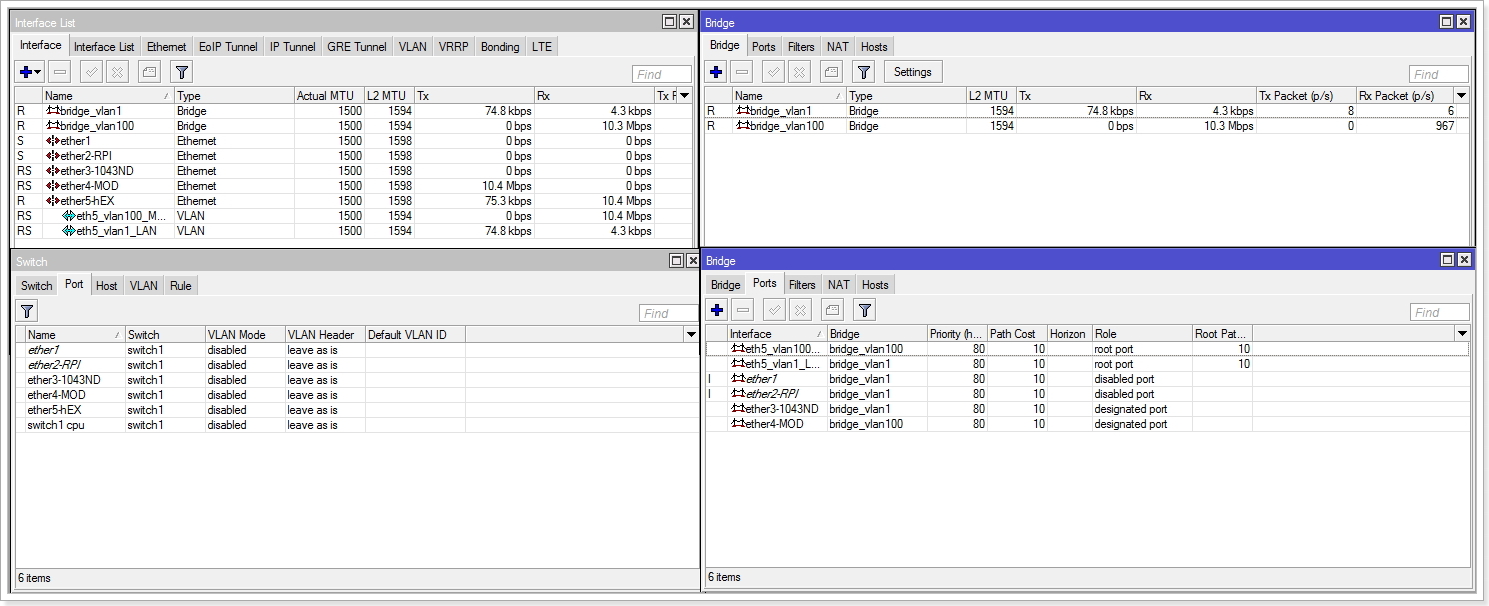 Interface List
Interface Interface List Ethernet EoIP Tunnel IP Tunnel GRE Tunnel VLAN VRRP Bonding LTE
Find
Name / Type Actual MTU L2 MTU Tx Rx Tx F
R bridge_vlan1 Bridge 1500 1594 74.8 kbps 4.3 kbps
R bridge_vlan100 Bridge 1500 1594 0 bps 10.3 Mbps
S ether1 Ethernet 1500 1598 0 bps 0 bps
S ether2-RPI Ethernet 1500 1598 0 bps 0 bps
RS ether3-1043ND Ethernet 1500 1598 0 bps 0 bps
RS ether4-MOD Ethernet 1500 1598 10.4 Mbps 0 bps
R ether5-hEX Ethernet 1500 1598 75.3 kbps 10.4 Mbps
RS eth5_vlan100_M... VLAN 1500 1594 0 bps 10.4 Mbps
RS eth5_vlan1_LAN VLAN 1500 1594 74.8 kbps 4.3 kbps
Bridge
Bridge Ports Filters NAT Hosts
Settings Find
Name / Type L2 MTU Tx Rx Tx Packet (p/s) Rx Packet (p/s)
R bridge_vlan1 Bridge 1594 74.8 kbps 4.3 kbps 8 6
R bridge_vlan100 Bridge 1594 0 bps 10.3 Mbps 0 967
Switch
Switch Port Host VLAN Rule
Find
Name / Switch VLAN Mode VLAN Header Default VLAN ID
ether1 switch1 disabled leave as is
ether2-RPI switch1 disabled leave as is
ether3-1043ND switch1 disabled leave as is
ether4-MOD switch1 disabled leave as is
ether5-hEX switch1 disabled leave as is
switch1 cpu switch1 disabled leave as is
6 items
Bridge
Bridge Ports Filters NAT Hosts
Find
Interface / Bridge Priority (h... Path Cost Horizon Role Root Pat...
eth5_vlan100... bridge_vlan100 80 10 root port 10
eth5_vlan1_L... bridge_vlan1 80 10 root port 10
I ether1 bridge_vlan1 80 10 disabled port
I ether2-RPI bridge_vlan1 80 10 disabled port
ether3-1043ND bridge_vlan1 80 10 designated port
ether4-MOD bridge_vlan100 80 10 designated port
6 items